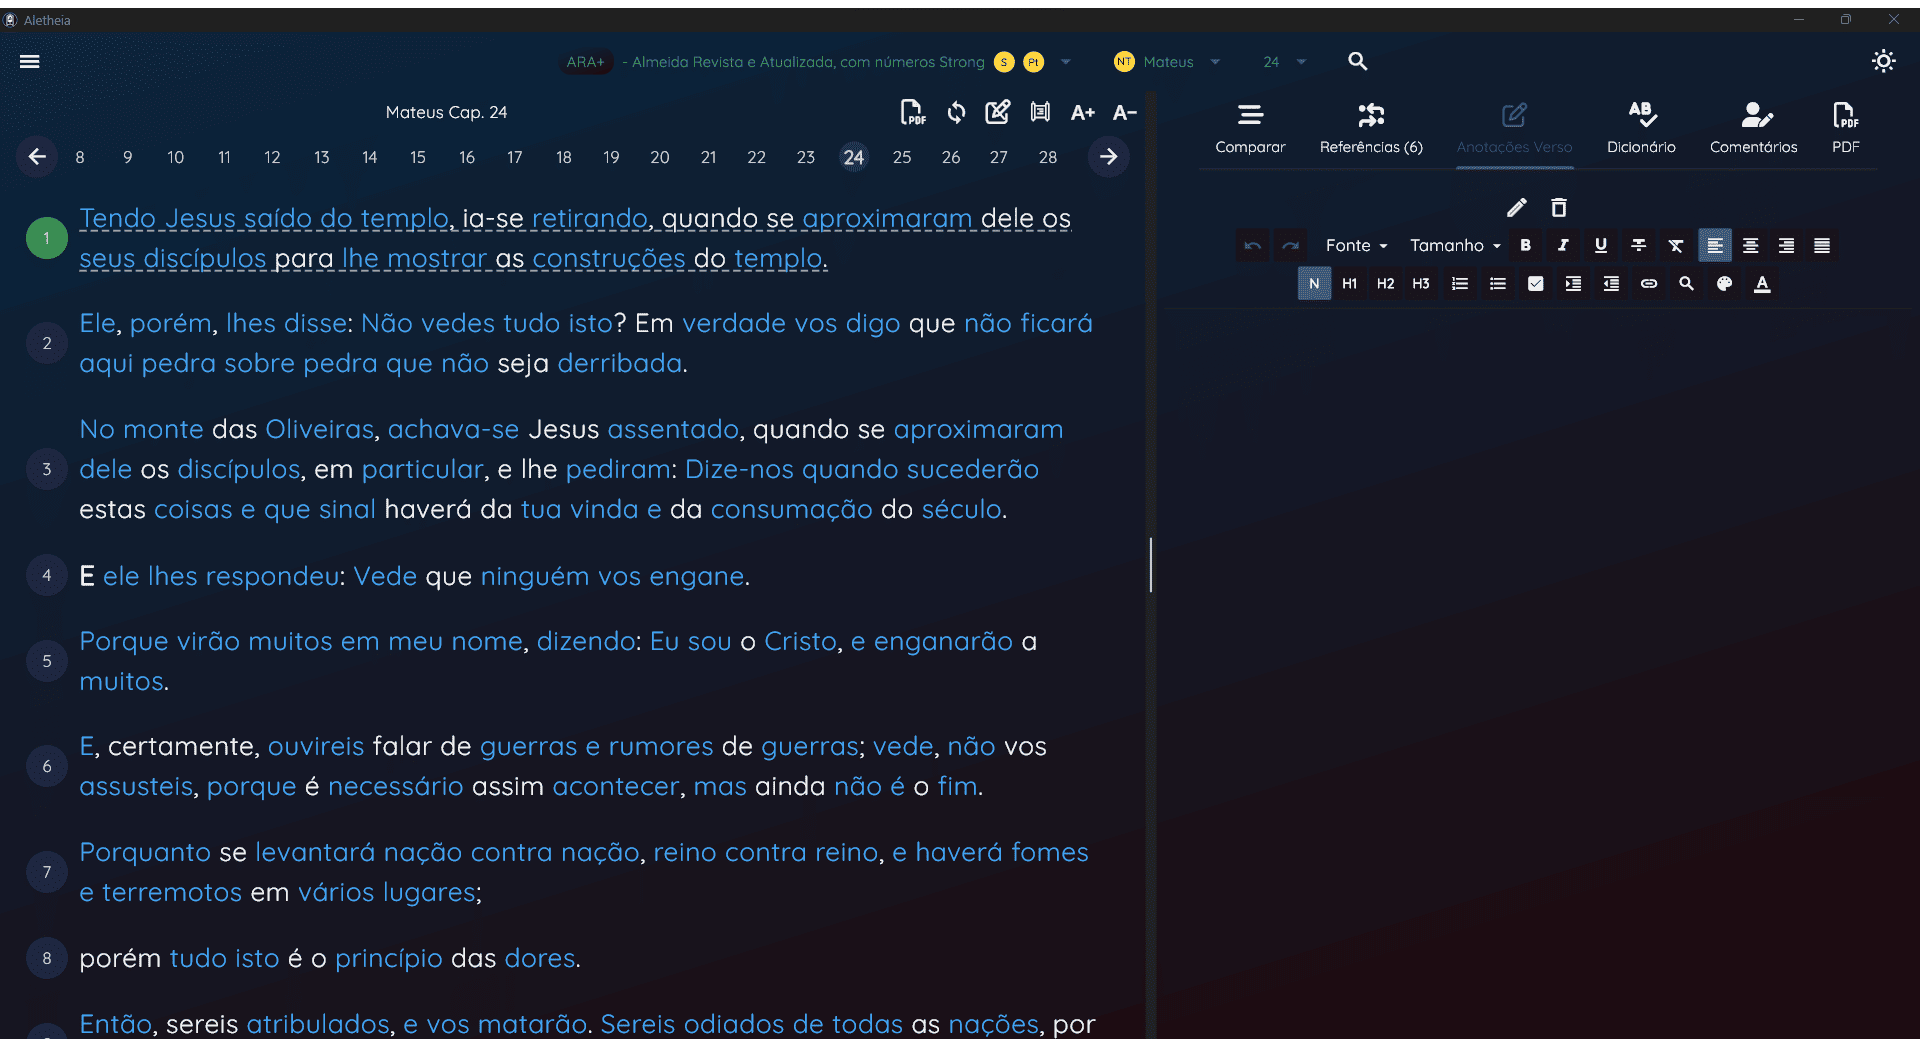 Aletheia
ARA+ - Almeida Revista e Atualizada, com números Strong S Pt NT Mateus 24
Mateus Cap. 24
PDF A+ A-
8 9 10 11 12 13 14 15 16 17 18 19 20 21 22 23 24 25 26 27 28
1 Tendo Jesus saído do templo, ia-se retirando, quando se aproximaram dele os
seus discípulos para lhe mostrar as construções do templo.
2 Ele, porém, lhes disse: Não vedes tudo isto? Em verdade vos digo que não ficará
aqui pedra sobre pedra que não seja derribada.
No monte das Oliveiras, achava-se Jesus assentado, quando se aproximaram
3 dele os discípulos, em particular, e lhe pediram: Dize-nos quando sucederão
estas coisas e que sinal haverá da tua vinda e da consumação do século.
4 E ele lhes respondeu: Vede que ninguém vos engane.
5 Porque virão muitos em meu nome, dizendo: Eu sou o Cristo, e enganarão a
muitos.
6 E, certamente, ouvireis falar de guerras e rumores de guerras; vede, não vos
assusteis, porque é necessário assim acontecer, mas ainda não é o fim.
7 Porquanto se levantará nação contra nação, reino contra reino, e haverá fomes
e terremotos em vários lugares;
8 porém tudo isto é o princípio das dores.
Então, sereis atribulados, e vos matarão. Sereis odiados de todas as nações, por
AB PDF
Comparar Referências (6) Anotações Verso Dicionário Comentários PDF
Fonte Tamanho B I U
N H1 H2 H3 A